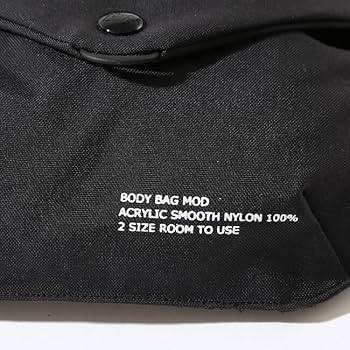 BODY BAG MOD
ACRYLIC SMOOTH NYLON 100%
2 SIZE ROOM TO USE